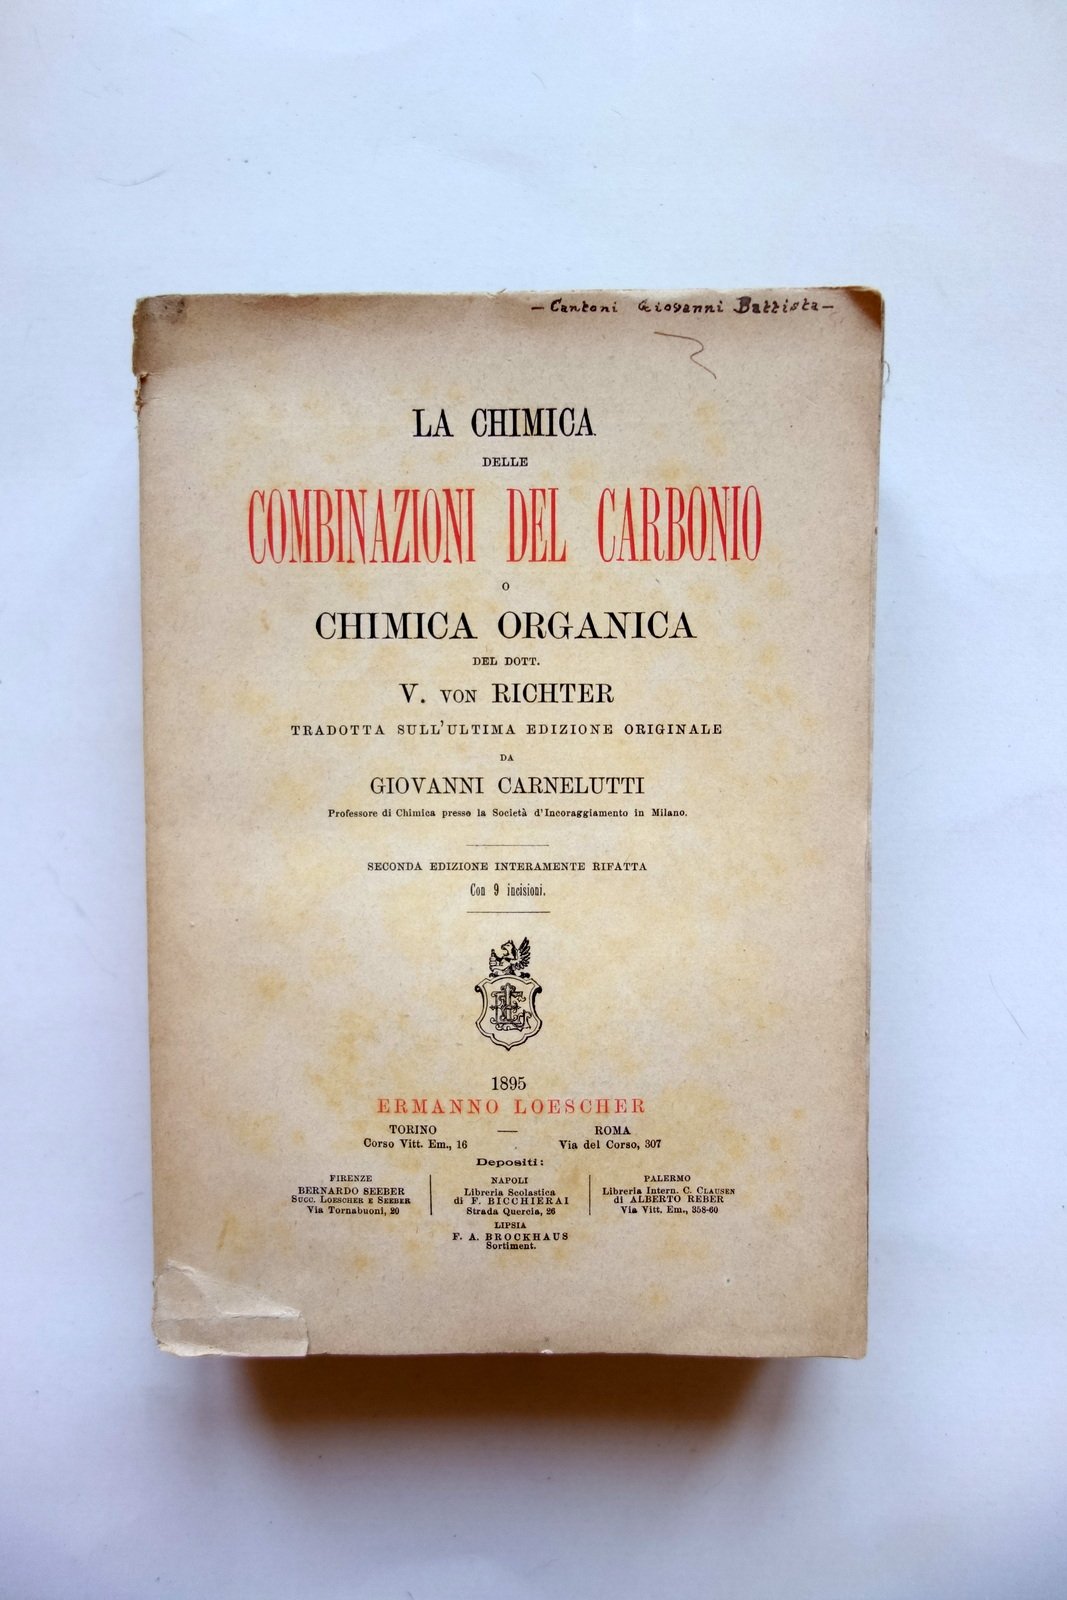 - Cantoni Giovanni Battista -
LA CHIMICA
DELLE
COMBINAZIONI DEL CARBONIO
O
CHIMICA ORGANICA
DEL DOTT.
V. VON RICHTER
TRADOTTA SULL'ULTIMA EDIZIONE ORIGINALE
DA
GIOVANNI CARNELUTTI
Professore di Chimica presso la Società d'Incoraggiamento in Milano.
SECONDA EDIZIONE INTERAMENTE RIFATTA
Con 9 incisioni.
1895
ERMANNO LOESCHER
TORINO — ROMA
Corso Vitt. Em., 16 Via del Corso, 307
Depositi:
FIRENZE
BERNARDO SEEBER
SUCC. LOESCHER E SEEBER
Via Tornabuoni, 20
NAPOLI
Libreria Scolastica
di F. BICCHIERAI
Strada Quercia, 26
PALERMO
Libreria Intern. C. CLAUSEN
di ALBERTO REBER
Via Vitt. Em., 358-60
LIPSIA
F. A. BROCKHAUS
Sortiment.